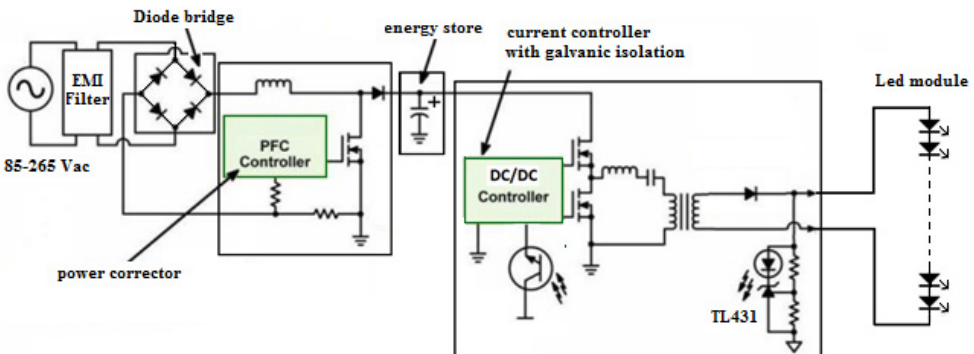 Diode bridge
energy store
current controller
with galvanic isolation
Led module
EMI
Filter
85-265 Vac
PFC
Controller
+
DC/DC
Controller
power corrector
TL431